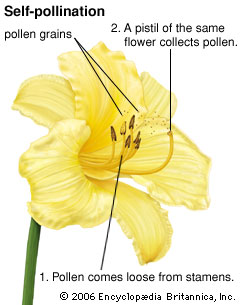 Self-pollination
pollen grains
2. A pistil of the same
flower collects pollen.
1. Pollen comes loose from stamens.
© 2006 Encyclopædia Britannica, Inc.